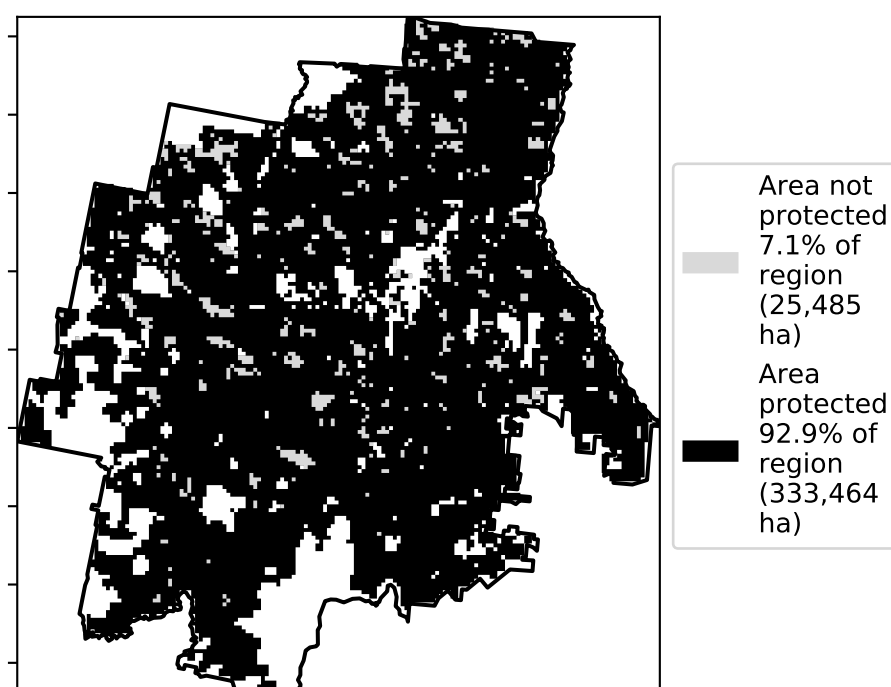 Area not
protected
7.1% of
region
(25,485
ha)
Area
protected
92.9% of
region
(333,464
ha)